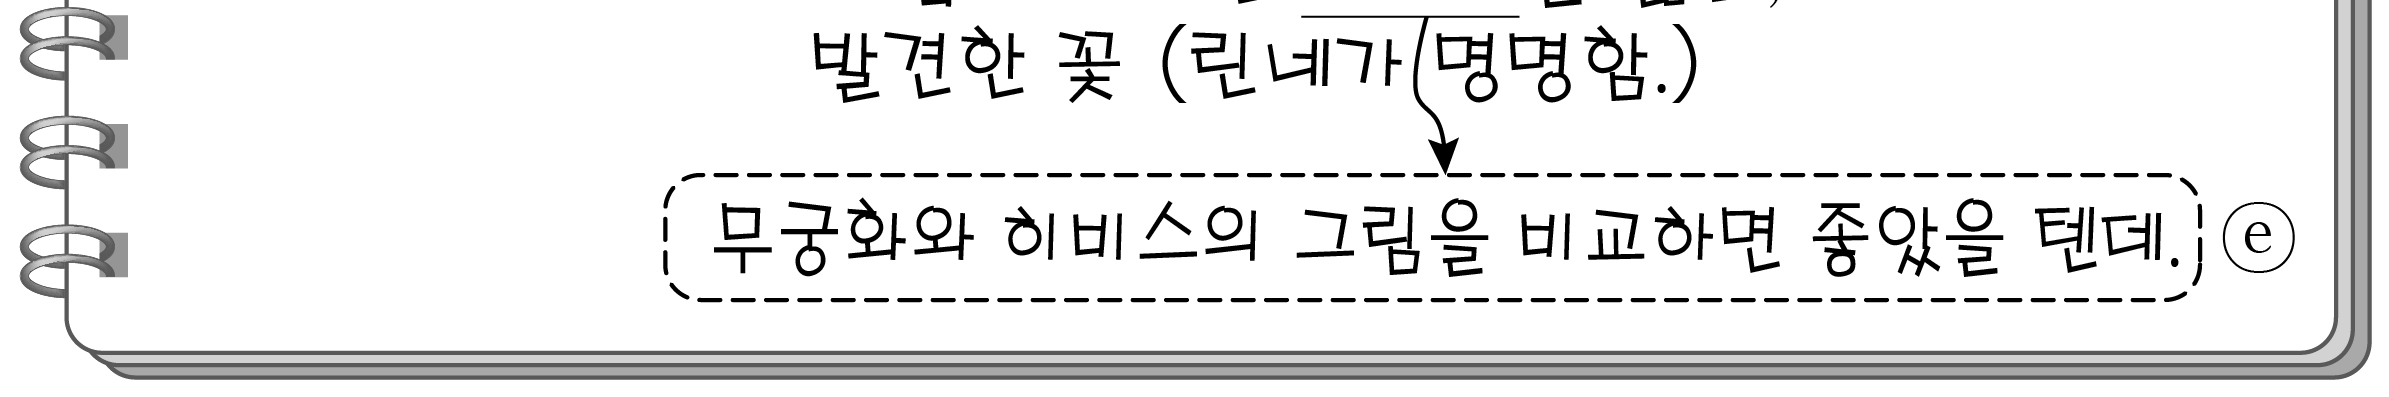 발견한 꽃 (린네가 명명함.)
무궁화와 히비스의 그림을 비교하면 좋았을 텐데. ⓔ